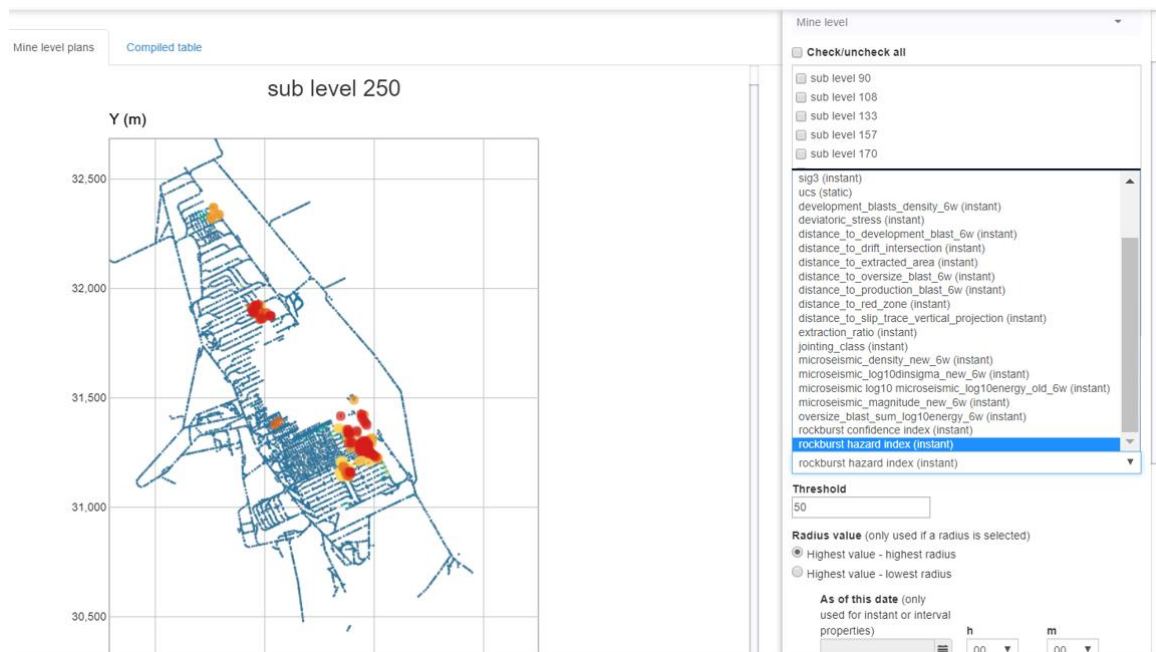 Mine level plans
Compiled table
sub level 250
Y (m)
32,500
32,000
31,500
31,000
30,500
Mine level
Check/uncheck all
sub level 90
sub level 108
sub level 133
sub level 157
sub level 170
sig3 (instant)
ucs (static)
development_blasts_density_6w (instant)
deviatoric_stress (instant)
distance_to_development_blast_6w (instant)
distance_to_drift_intersection (instant)
distance_to_extracted_area (instant)
distance_to_oversize_blast_6w (instant)
distance_to_production_blast_6w (instant)
distance_to_red_zone (instant)
distance_to_slip_trace_vertical_projection (instant)
extraction_ratio (instant)
jointing_class (instant)
microseismic_density_new_6w (instant)
microseismic_log10dinsigma_new_6w (instant)
microseismic log10 microseismic_log10energy_old_6w (instant)
microseismic_magnitude_new_6w (instant)
oversize_blast_sum_log10energy_6w (instant)
rockburst confidence index (instant)
rockburst hazard index (instant)
rockburst hazard index (instant)
Threshold
50
Radius value (only used if a radius is selected)
Highest value - highest radius
Highest value - lowest radius
As of this date (only
used for instant or interval
properties)
h
m
00
00